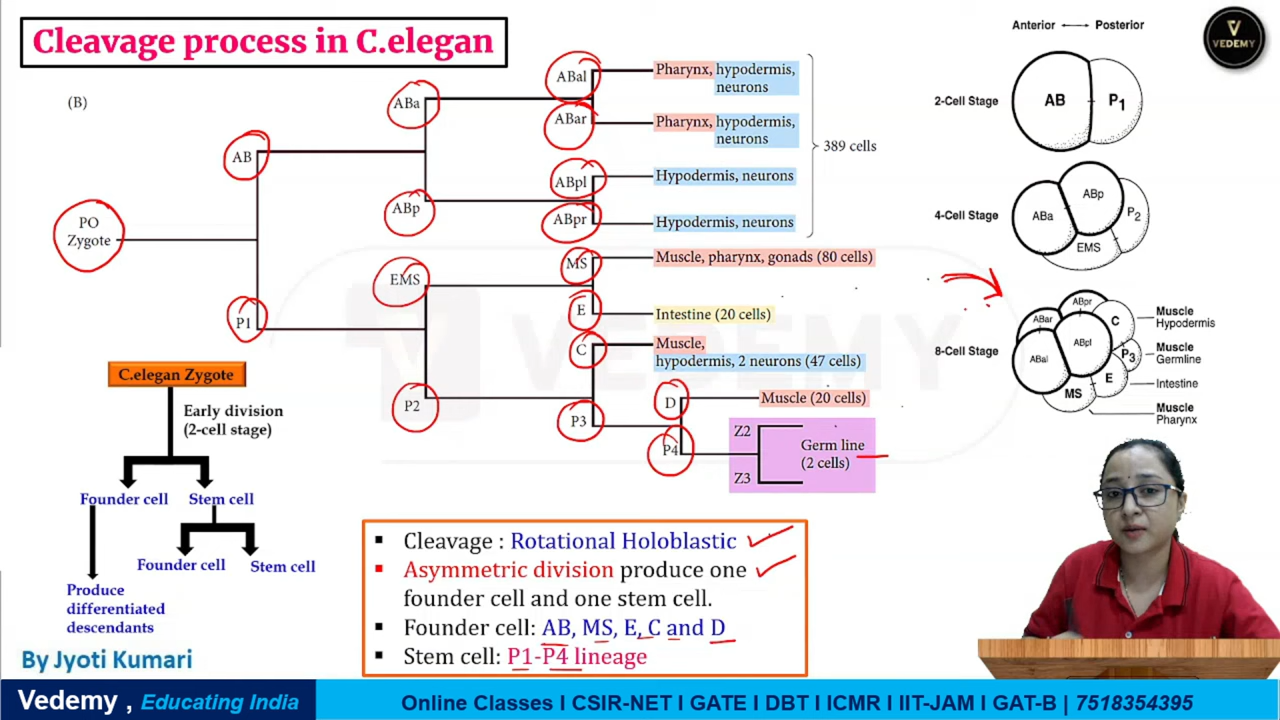 Cleavage process in C.elegan
(B)
PO
Zygote
AB
P1
ABa
ABp
EMS
P2
ABal
ABar
ABpl
ABpr
MS
E
C
P3
D
P4
Pharynx, hypodermis,
neurons
Pharynx, hypodermis,
neurons
Hypodermis, neurons
Hypodermis, neurons
389 cells
Muscle, pharynx, gonads (80 cells)
Intestine (20 cells)
Muscle,
hypodermis, 2 neurons (47 cells)
Muscle (20 cells)
Z2
Z3
Germ line
(2 cells)
Anterior Posterior
2-Cell Stage
AB P1
4-Cell Stage
ABa
ABp
P2
EMS
8-Cell Stage
ABpr
ABar
C
ABal
ABpl
P3
E
MS
Muscle
Hypodermis
Muscle
Germline
Intestine
Muscle
Pharynx
V
VEDEMY
VEDEMY
C.elegan Zygote
Early division
(2-cell stage)
Founder cell Stem cell
Founder cell Stem cell
Produce
differentiated
descendants
▪ Cleavage : Rotational Holoblastic
▪ Asymmetric division produce one
founder cell and one stem cell.
▪ Founder cell: AB, MS, E, C and D
▪ Stem cell: P1-P4 lineage
By Jyoti Kumari
Vedemy , Educating India
Online Classes I CSIR-NET I GATE I DBT I ICMR I IIT-JAM I GAT-B | 7518354395